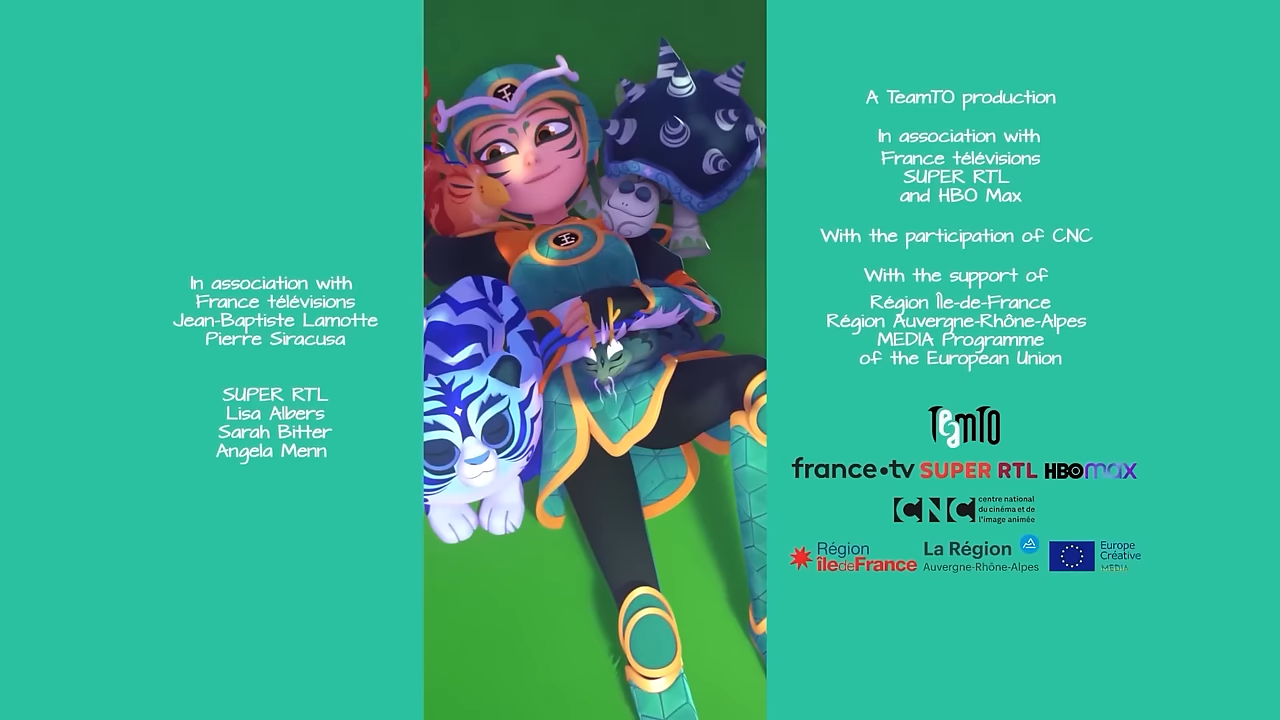 In association with
France télévisions
Jean-Baptiste Lamotte
Pierre Siracusa
SUPER RTL
Lisa Albers
Sarah Bitter
Angela Menn
王
王
A TeamTO production
In association with
France télévisions
SUPER RTL
and HBO Max
With the participation of CNC
With the support of
Région Île-de-France
Région Auvergne-Rhône-Alpes
MEDIA Programme
of the European Union
TeamTO
france•tv SUPER RTL HBOmax
CNC centre national
du cinéma et de
l'image animée
Région
îledeFrance
La Région
Auvergne-Rhône-Alpes
Europe
Créative
MEDIA